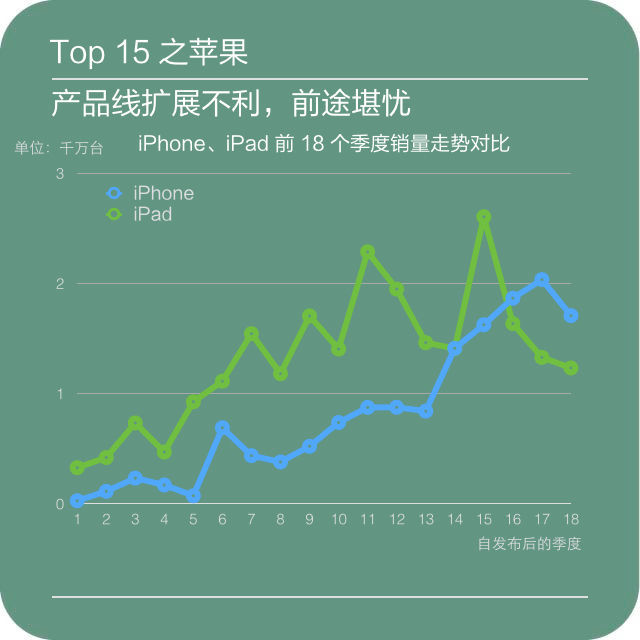 Top 15 之苹果
产品线扩展不利，前途堪忧
单位：千万台
iPhone、iPad 前 18 个季度销量走势对比
3
iPhone
iPad
2
1
0
1 2 3 4 5 6 7 8 9 10 11 12 13 14 15 16 17 18
自发布后的季度